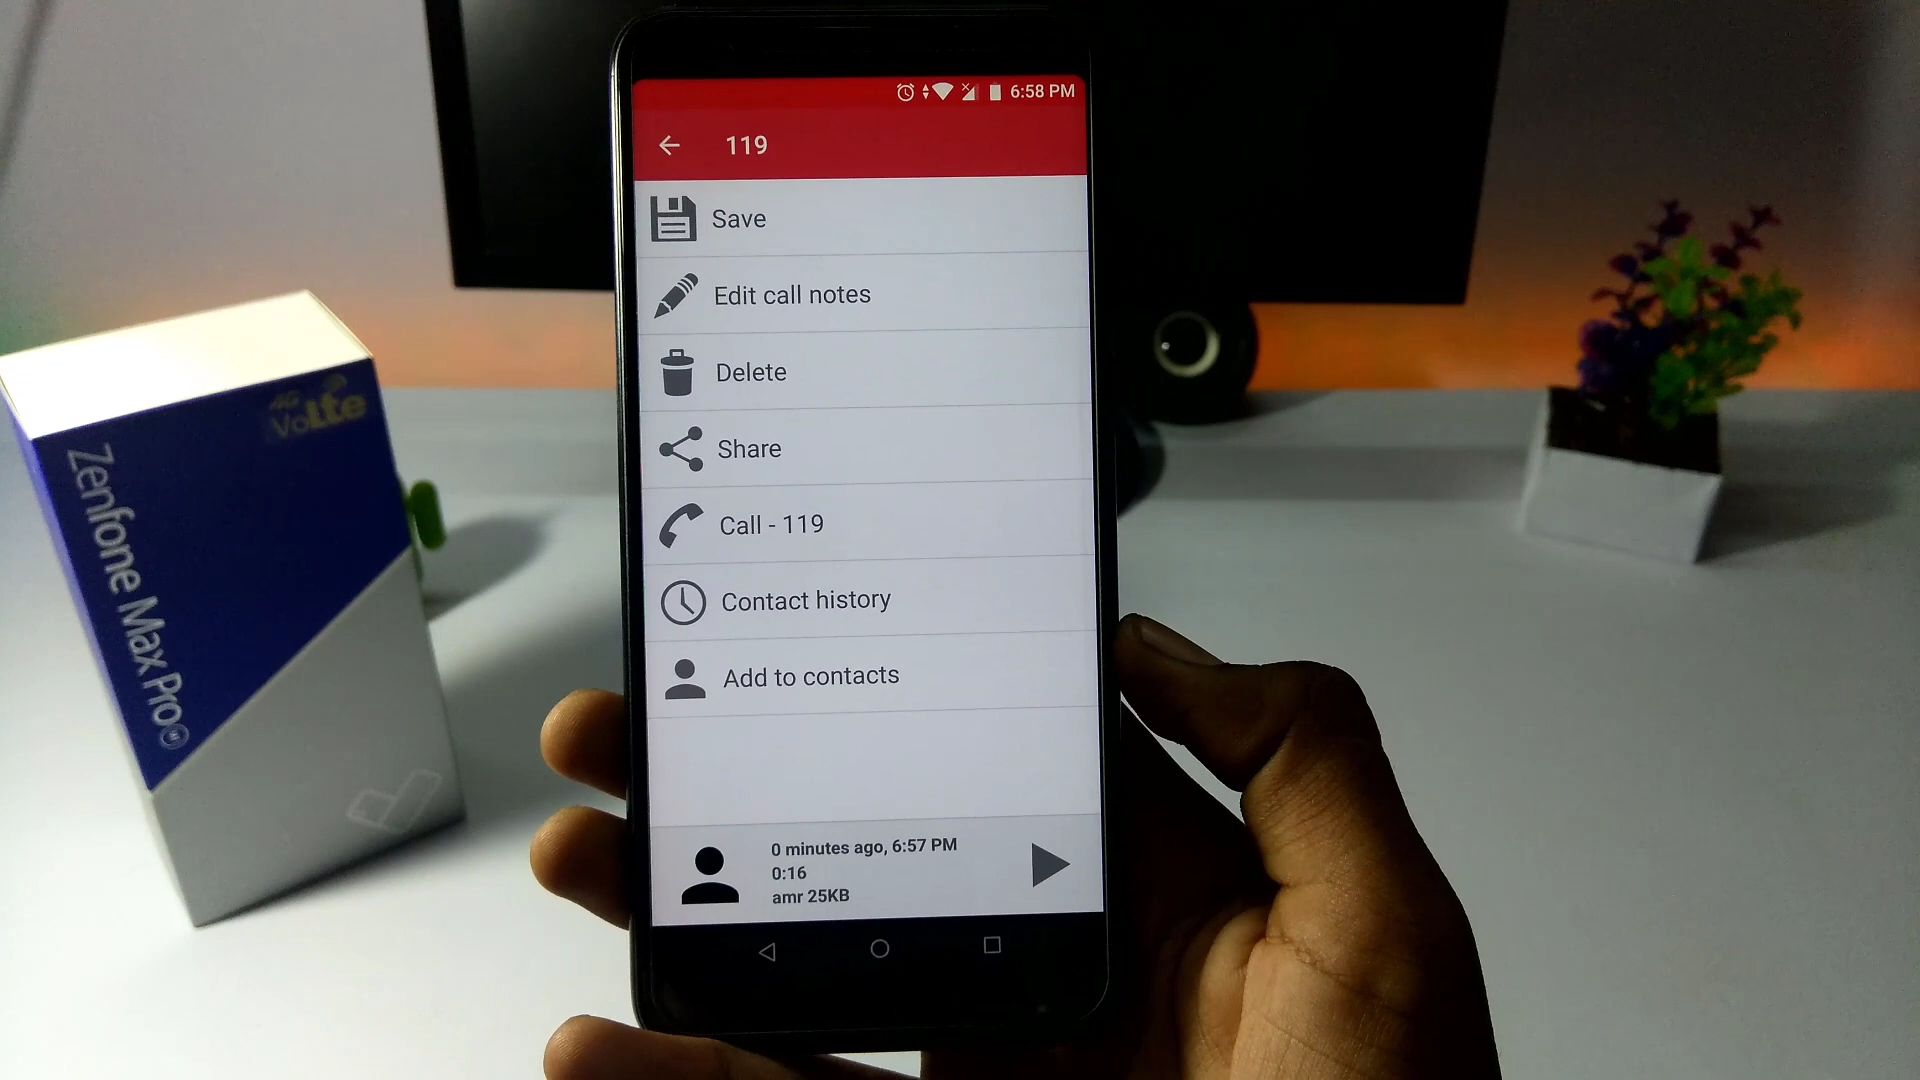 6:58 PM
119
Save
Edit call notes
Delete
Share
Call - 119
Contact history
Add to contacts
0 minutes ago, 6:57 PM
0:16
amr 25KB
4G
VoLte
Zenfone Max Pro M